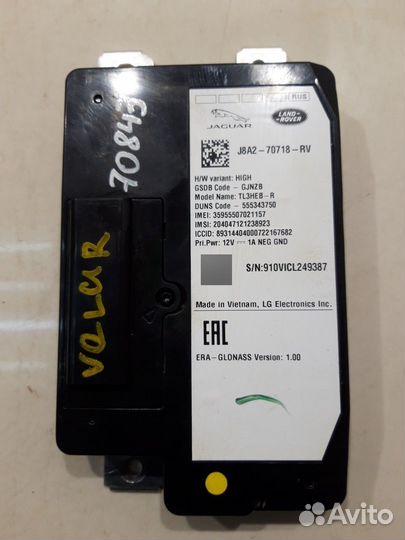 RUS
JAGUAR
LAND-
ROVER
J8A2-70718-RV
H/W variant: HIGH
GSDB Code - GJNZB
Model Name: TL3HEB-R
DUNS Code- 555343750
IMEI: 35955507021157
IMSI: 204047121238923
ICCID: 89314404000722167682
Pri.Pwr: 12V 1A NEG GND
S/N:910VICL249387
Made in Vietnam, LG Electronics Inc.
EAC
ERA-GLONASS Version: 1.00
70845
VELAR
Avito